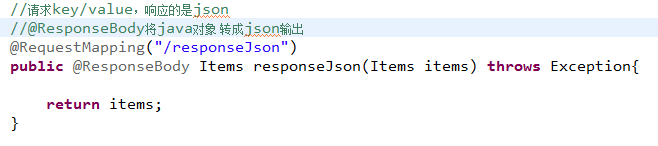 //请求key/value，响应的是json
//@ResponseBody将java对象 转成json输出
@RequestMapping("/responseJson")
public @ResponseBody Items responseJson(Items items) throws Exception{
return items;
}